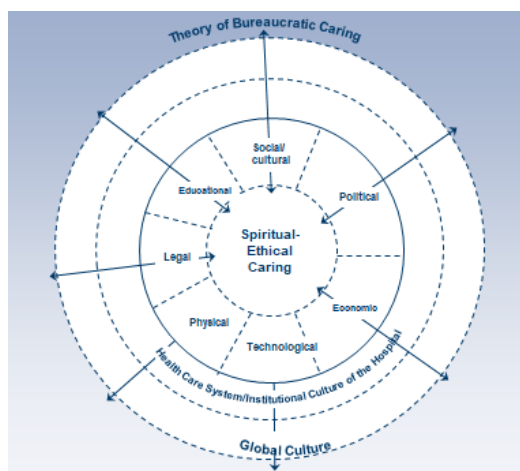 Theory of Bureaucratic Caring
Social/
cultural
Educational
Political
Spiritual-
Ethical
Caring
Legal
Economic
Physical
Technological
Health Care System/Institutional Culture of the Hospital
Global Culture